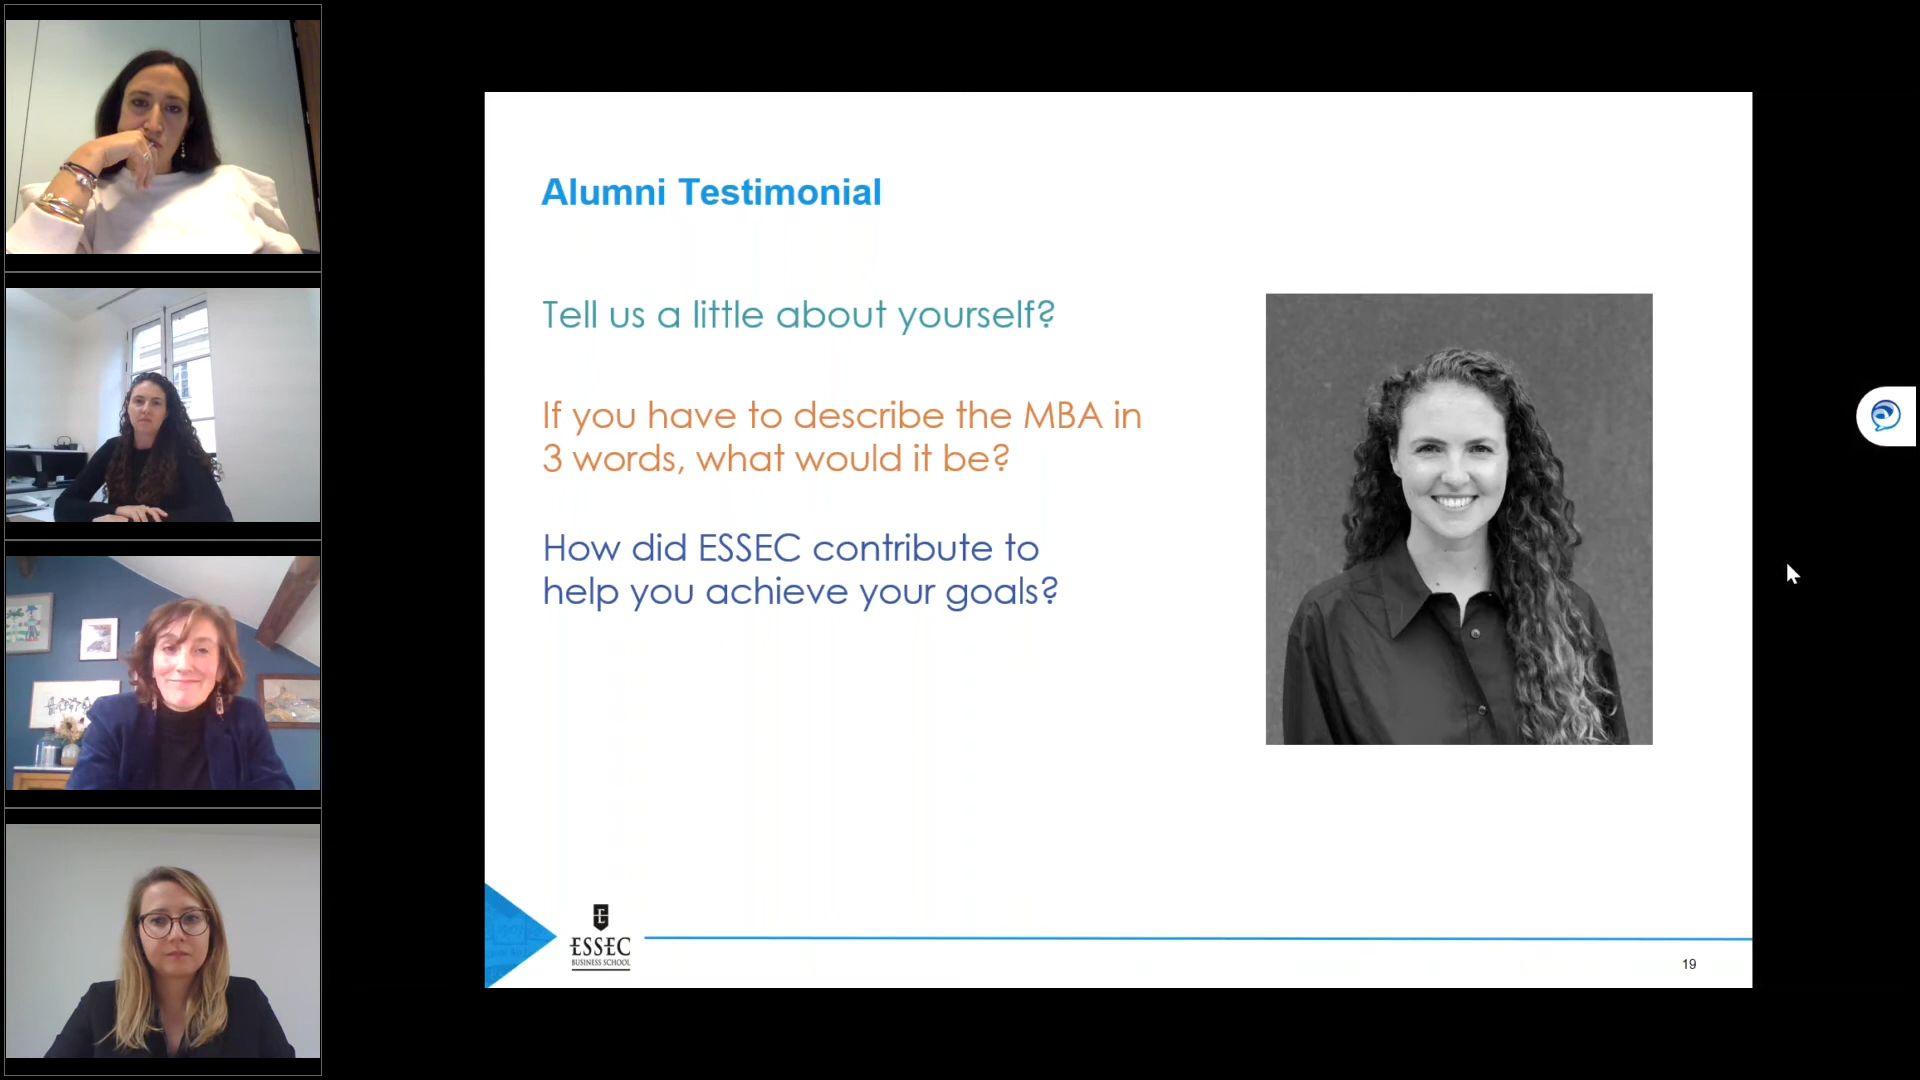 Alumni Testimonial
Tell us a little about yourself?
If you have to describe the MBA in
3 words, what would it be?
How did ESSEC contribute to
help you achieve your goals?
ESSEC
BUSINESS SCHOOL
19